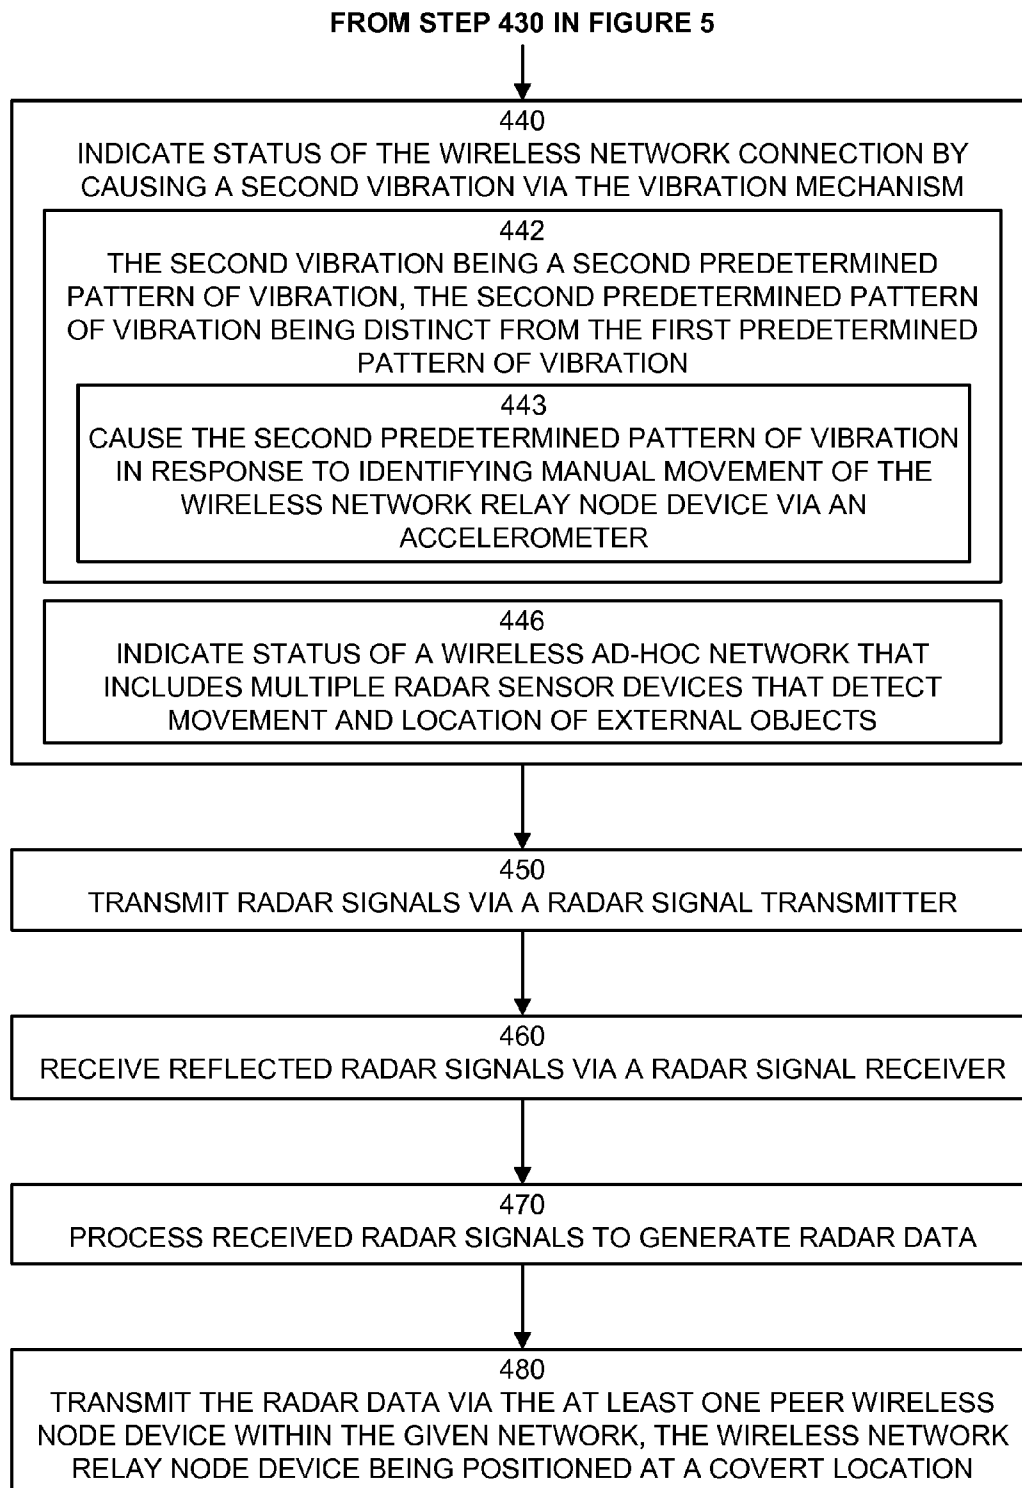 FROM STEP 430 IN FIGURE 5
440
INDICATE STATUS OF THE WIRELESS NETWORK CONNECTION BY
CAUSING A SECOND VIBRATION VIA THE VIBRATION MECHANISM
442
THE SECOND VIBRATION BEING A SECOND PREDETERMINED
PATTERN OF VIBRATION, THE SECOND PREDETERMINED PATTERN
OF VIBRATION BEING DISTINCT FROM THE FIRST PREDETERMINED
PATTERN OF VIBRATION
443
CAUSE THE SECOND PREDETERMINED PATTERN OF VIBRATION
IN RESPONSE TO IDENTIFYING MANUAL MOVEMENT OF THE
WIRELESS NETWORK RELAY NODE DEVICE VIA AN
ACCELEROMETER
446
INDICATE STATUS OF A WIRELESS AD-HOC NETWORK THAT
INCLUDES MULTIPLE RADAR SENSOR DEVICES THAT DETECT
MOVEMENT AND LOCATION OF EXTERNAL OBJECTS
450
TRANSMIT RADAR SIGNALS VIA A RADAR SIGNAL TRANSMITTER
460
RECEIVE REFLECTED RADAR SIGNALS VIA A RADAR SIGNAL RECEIVER
470
PROCESS RECEIVED RADAR SIGNALS TO GENERATE RADAR DATA
480
TRANSMIT THE RADAR DATA VIA THE AT LEAST ONE PEER WIRELESS
NODE DEVICE WITHIN THE GIVEN NETWORK, THE WIRELESS NETWORK
RELAY NODE DEVICE BEING POSITIONED AT A COVERT LOCATION